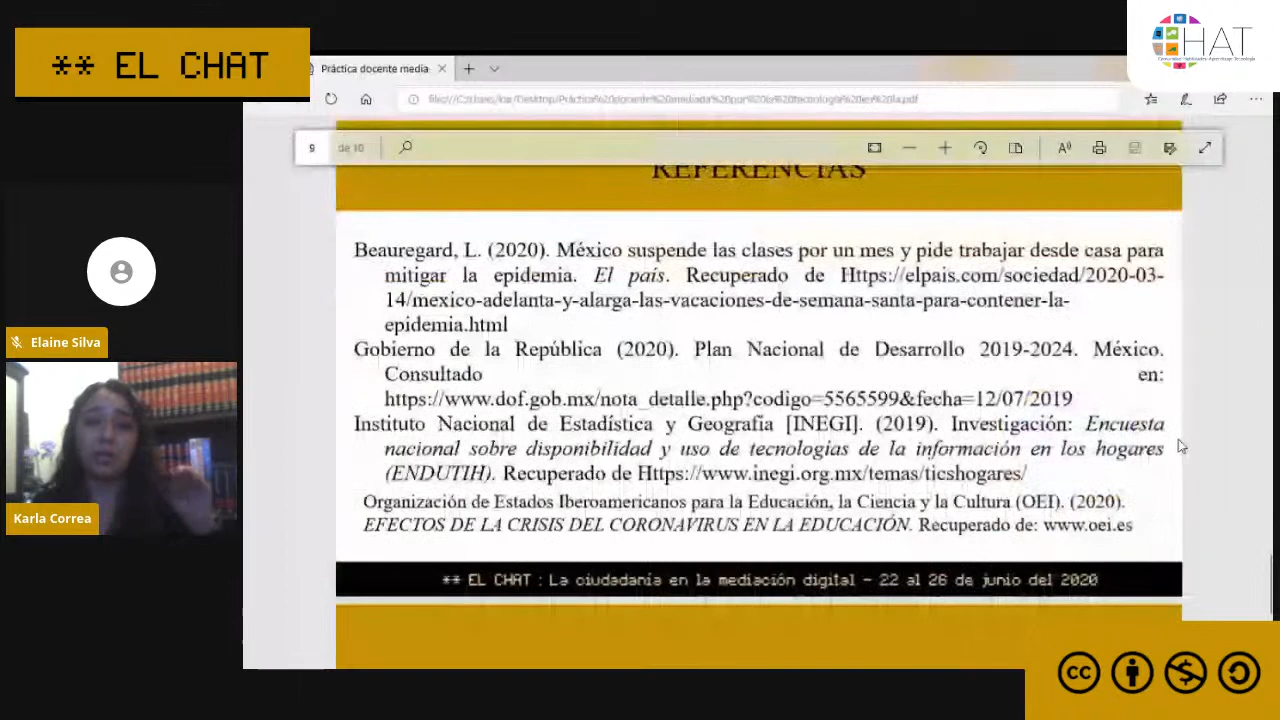 ** EL CHAT
HAT
Práctica docente media
9 de 10
REFERENCIAS
Beauregard, L. (2020). México suspende las clases por un mes y pide trabajar desde casa para
mitigar la epidemia. El país. Recuperado de Https://elpais.com/sociedad/2020-03-
14/mexico-adelanta-y-alarga-las-vacaciones-de-semana-santa-para-contener-la-
epidemia.html
Gobierno de la República (2020). Plan Nacional de Desarrollo 2019-2024. México.
Consultado en:
https://www.dof.gob.mx/nota_detalle.php?codigo=5565599&fecha=12/07/2019
Instituto Nacional de Estadística y Geografía [INEGI]. (2019). Investigación: Encuesta
nacional sobre disponibilidad y uso de tecnologías de la información en los hogares
(ENDUTIH). Recuperado de Https://www.inegi.org.mx/temas/ticshogares/
Organización de Estados Iberoamericanos para la Educación, la Ciencia y la Cultura (OEI). (2020).
EFECTOS DE LA CRISIS DEL CORONAVIRUS EN LA EDUCACIÓN. Recuperado de: www.oei.es
** EL CHAT : La ciudadanía en la mediación digital - 22 al 26 de junio del 2020
Elaine Silva
Karla Correa
cc